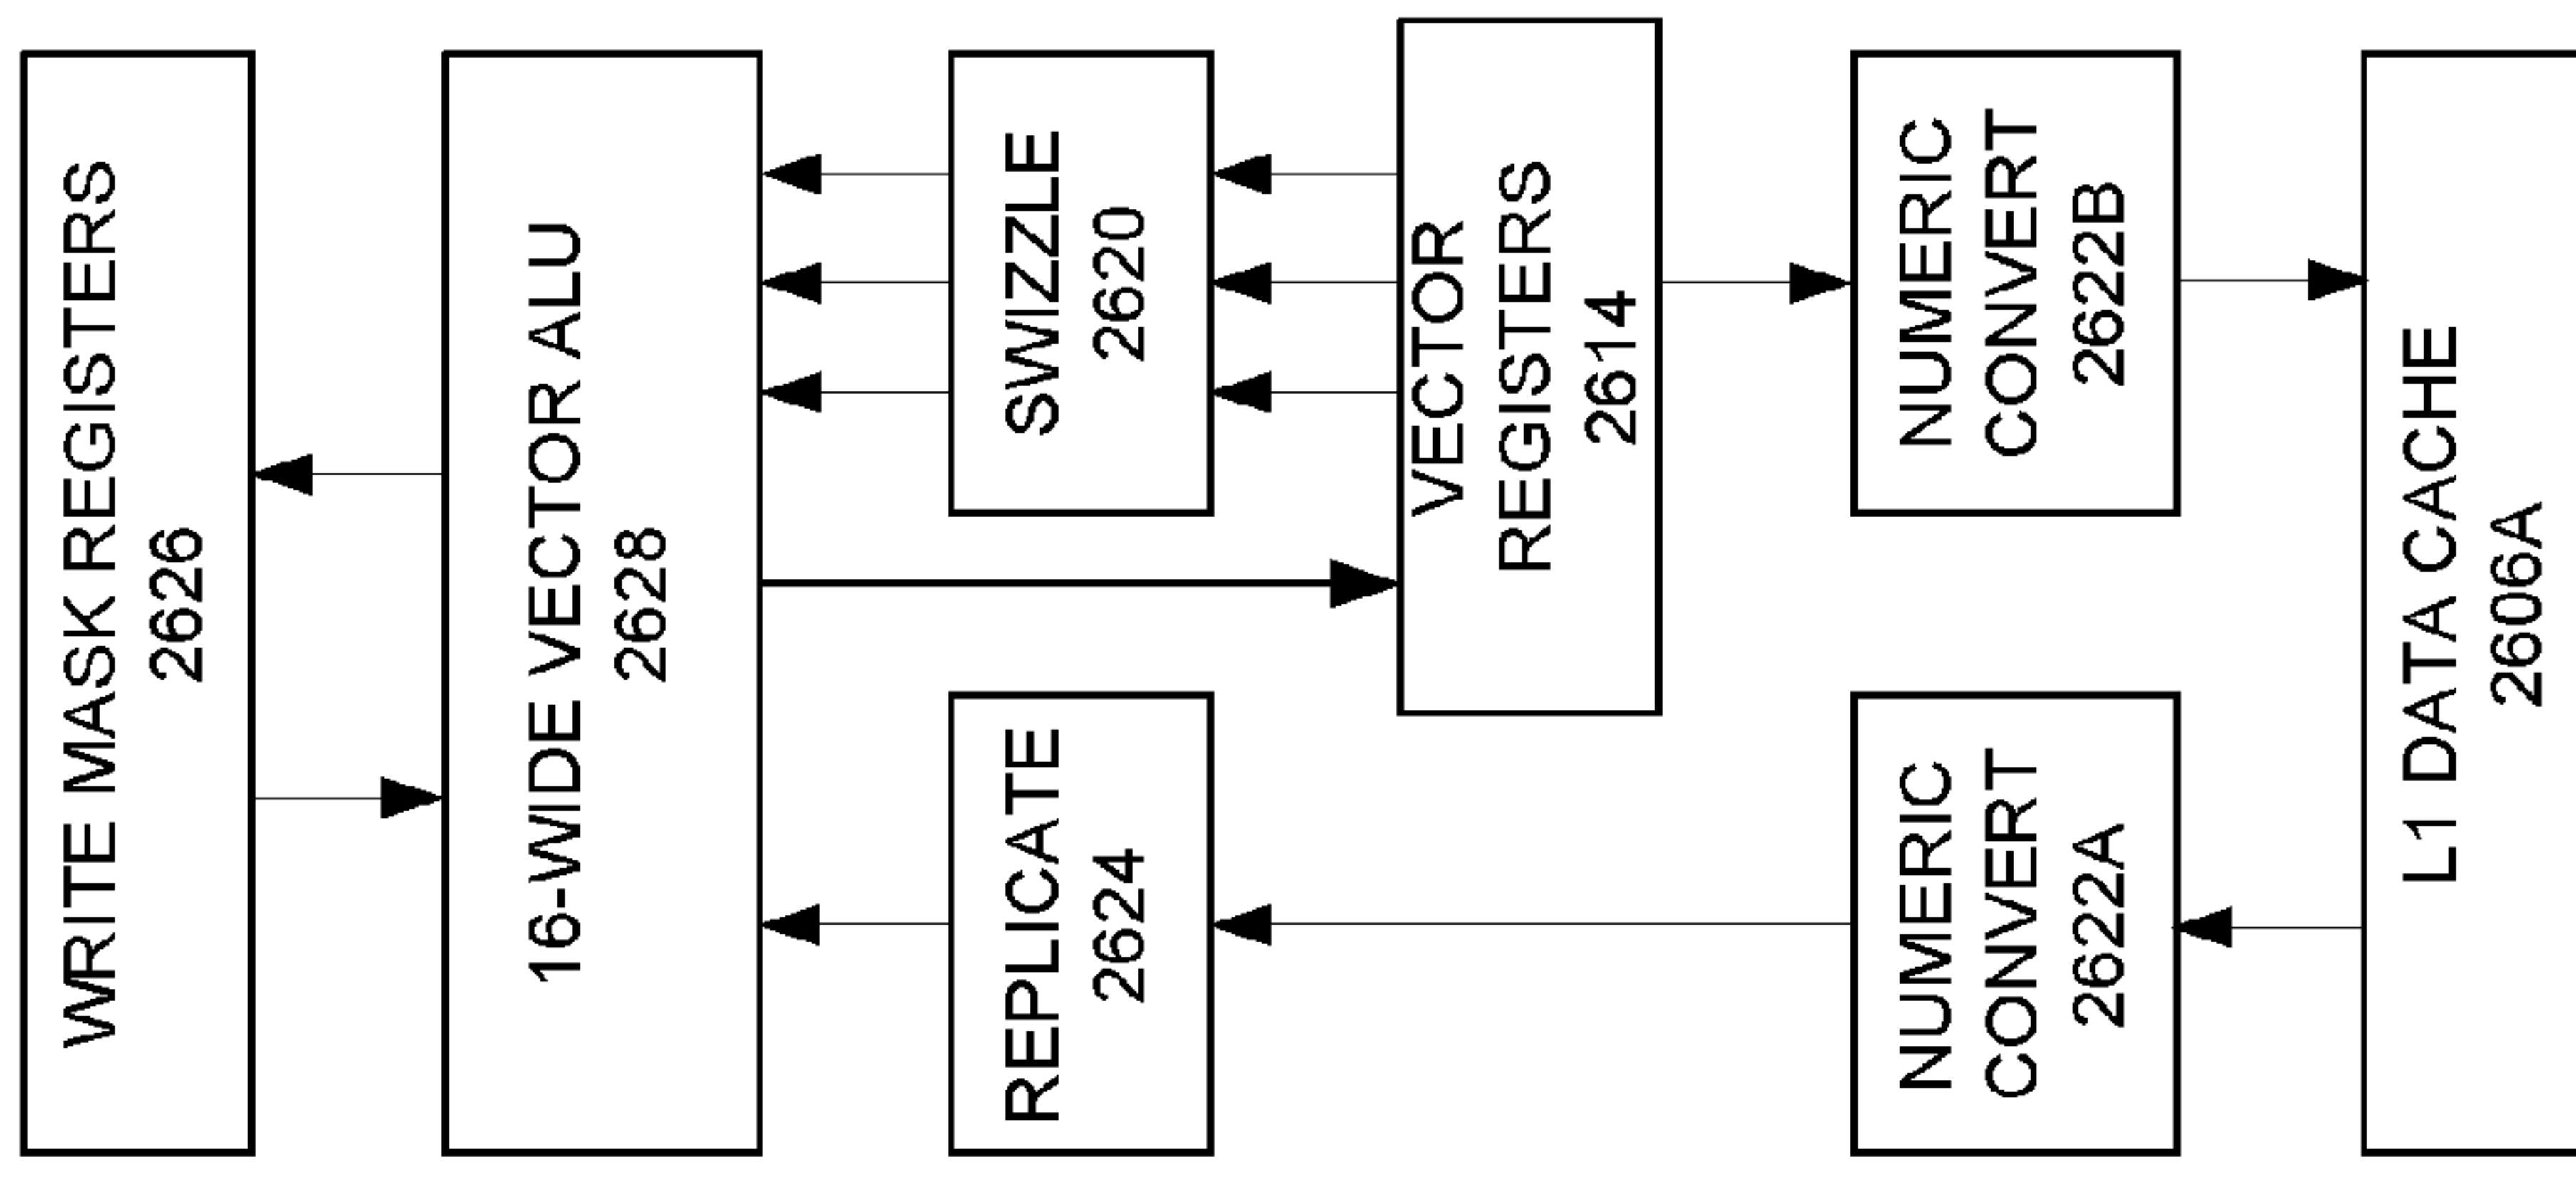 WRITE MASK REGISTERS
2626
16-WIDE VECTOR ALU
2628
REPLICATE
2624
SWIZZLE
2620
VECTOR
REGISTERS
2614
NUMERIC
CONVERT
2622A
NUMERIC
CONVERT
2622B
L1 DATA CACHE
2606A